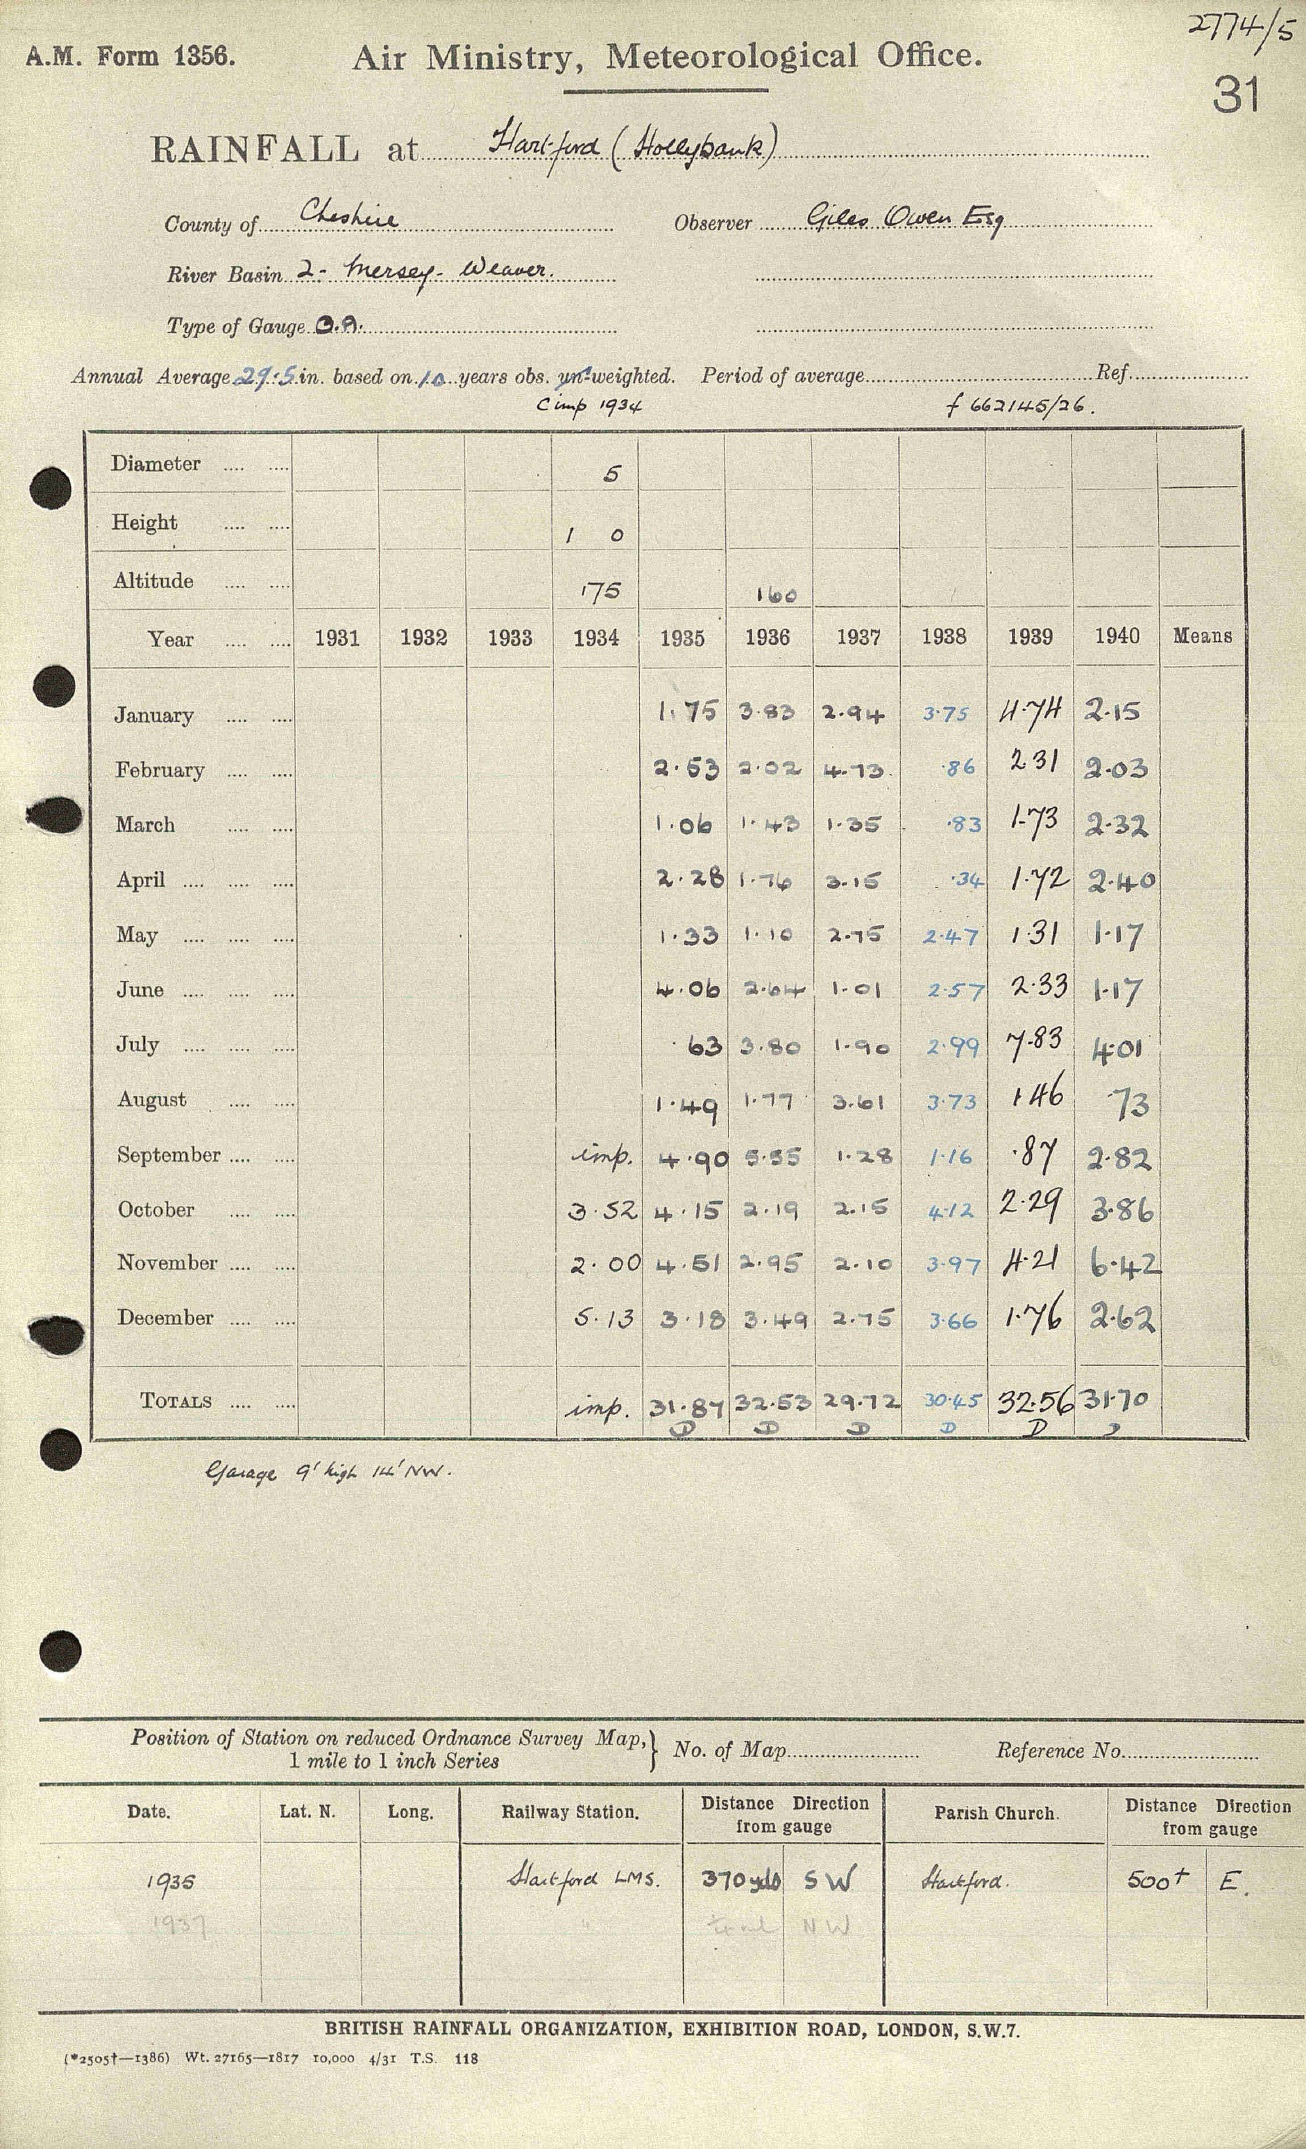 2774/5
A.M. Form 1356. Air Ministry, Meteorological Office.
31
RAINFALL at Hartford (Hollybank)
County of Cheshire Observer Giles Owen Esq
River Basin 2 - Mersey - Weaver.
Type of Gauge
Annual Average 29.5 in. based on 10 years obs. un-weighted. Period of average Ref.
C imp 1934 f 662145/26.
Diameter .... .... 5
Height .... .... 1 0
Altitude .... .... 175 160
Year .... .... 1931 1932 1933 1934 1935 1936 1937 1938 1939 1940 Means
January .... .... 1.75 3.83 2.94 3.75 4.74 2.15
February .... .... 2.53 2.02 4.73 .86 2 31 2.03
March .... .... 1.06 1.43 1.35 .83 1.73 2.32
April .... .... .... 2.28 1.76 3.15 .34 1.72 2.40
May .... .... .... 1.33 1.10 2.75 2.47 1.31 1.17
June .... .... .... 4.06 2.64 1.01 2.57 2.33 1.17
July .... .... .... .63 3.80 1.90 2.99 7.83 4.01
August .... .... 1.49 1.77 3.61 3.73 1 46 .73
September .... .... imp. 4.90 5.55 1.28 1.16 .87 2.82
October .... .... 3.52 4.15 2.19 2.15 4.12 2.29 3.86
November .... .... 2.00 4.51 2.95 2.10 3.97 4.21 6.42
December .... .... 5.13 3.18 3.49 2.75 3.66 1.76 2.62
TOTALS .... .... imp. 31.87 32.53 29.72 30.45 32.56 31.70
D D D D D D
Garage 9' high 14' NW.
Position of Station on reduced Ordnance Survey Map, } No. of Map Reference No.
1 mile to 1 inch Series
Date. Lat. N. Long. Railway Station. Distance Direction from gauge Parish Church. Distance Direction from gauge
1935 Hartford LMS. 370 yds SW Hartford. 500† E.
1937 " NW
BRITISH RAINFALL ORGANIZATION, EXHIBITION ROAD, LONDON, S.W.7.
(*2505†—1386) Wt. 27165—1817 10,000 4/31 T.S. 118